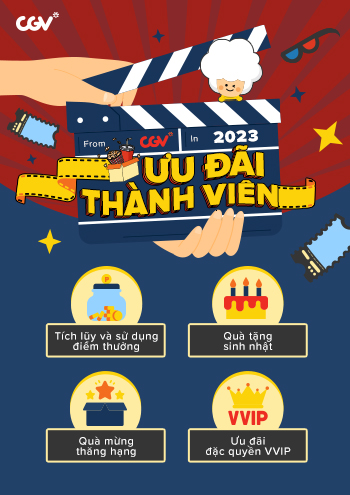 CGV
From CGV In 2023
ƯU ĐÃI
THÀNH VIÊN
P
Tích lũy và sử dụng
điểm thưởng
Quà tặng
sinh nhật
Quà mừng
thăng hạng
VVIP
Ưu đãi
đặc quyền VVIP